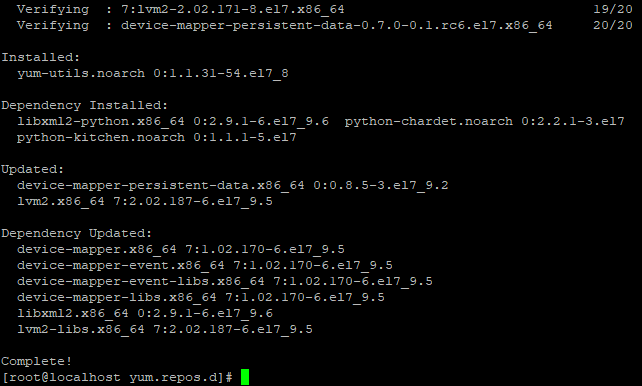 Verifying  : 7:lvm2-2.02.171-8.el7.x86_64                               19/20
Verifying  : device-mapper-persistent-data-0.7.0-0.1.rc6.el7.x86_64     20/20
Installed:
yum-utils.noarch 0:1.1.31-54.el7_8
Dependency Installed:
libxml2-python.x86_64 0:2.9.1-6.el7_9.6  python-chardet.noarch 0:2.2.1-3.el7
python-kitchen.noarch 0:1.1.1-5.el7
Updated:
device-mapper-persistent-data.x86_64 0:0.8.5-3.el7_9.2
lvm2.x86_64 7:2.02.187-6.el7_9.5
Dependency Updated:
device-mapper.x86_64 7:1.02.170-6.el7_9.5
device-mapper-event.x86_64 7:1.02.170-6.el7_9.5
device-mapper-event-libs.x86_64 7:1.02.170-6.el7_9.5
device-mapper-libs.x86_64 7:1.02.170-6.el7_9.5
libxml2.x86_64 0:2.9.1-6.el7_9.6
lvm2-libs.x86_64 7:2.02.187-6.el7_9.5
Complete!
[root@localhost yum.repos.d]#